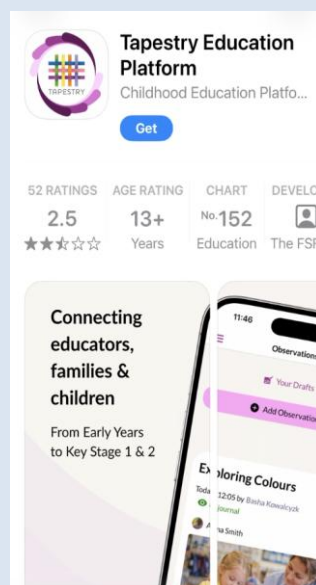 TAPESTRY
Tapestry Education
Platform
Childhood Education Platfo...
Get
52 RATINGS AGE RATING CHART DEVELO
2.5 13+ No.152
Years Education The FSF
Connecting
educators,
families &
children
From Early Years
to Key Stage 1 & 2
11:46
Observations
Your Drafts
Add Observation
Exploring Colours
Toda 12:05 by Basha Kowalczyk
journal
A na Smith